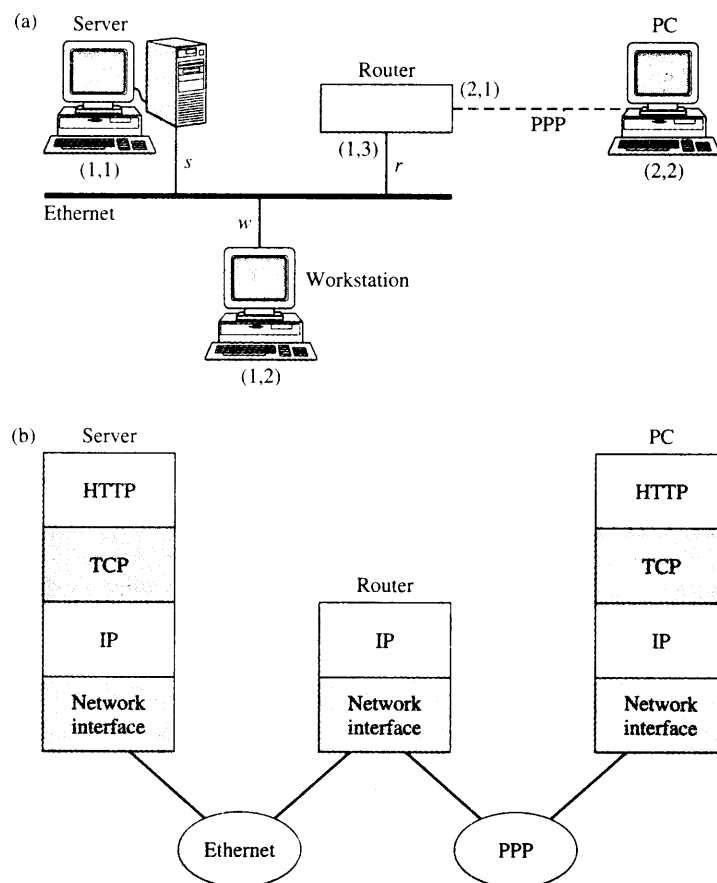 (a)
Server
PC
Router
(2,1)
PPP
(1,3)
(1,1)
s
r
(2,2)
Ethernet
w
Workstation
(1,2)
(b)
Server
PC
HTTP
HTTP
TCP
TCP
Router
IP
IP
IP
Network
interface
Network
interface
Network
interface
Ethernet
PPP